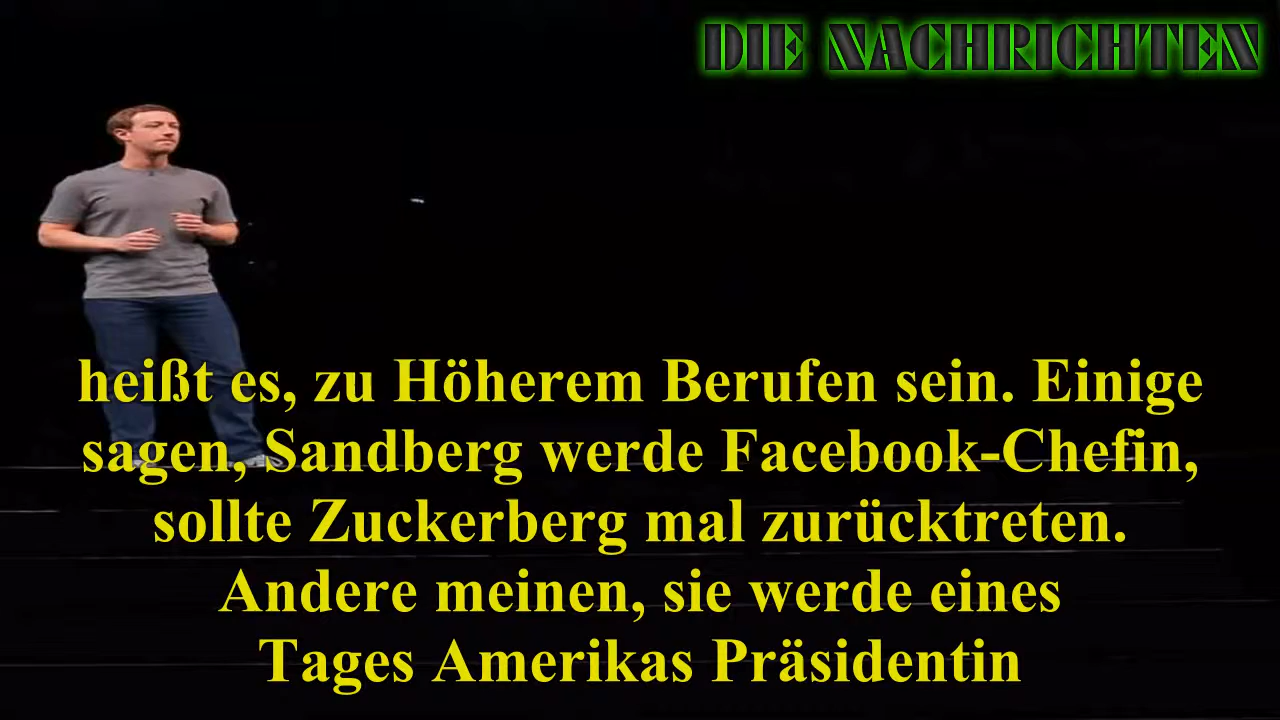 DIE NACHRICHTEN
heißt es, zu Höherem Berufen sein. Einige
sagen, Sandberg werde Facebook-Chefin,
sollte Zuckerberg mal zurücktreten.
Andere meinen, sie werde eines
Tages Amerikas Präsidentin